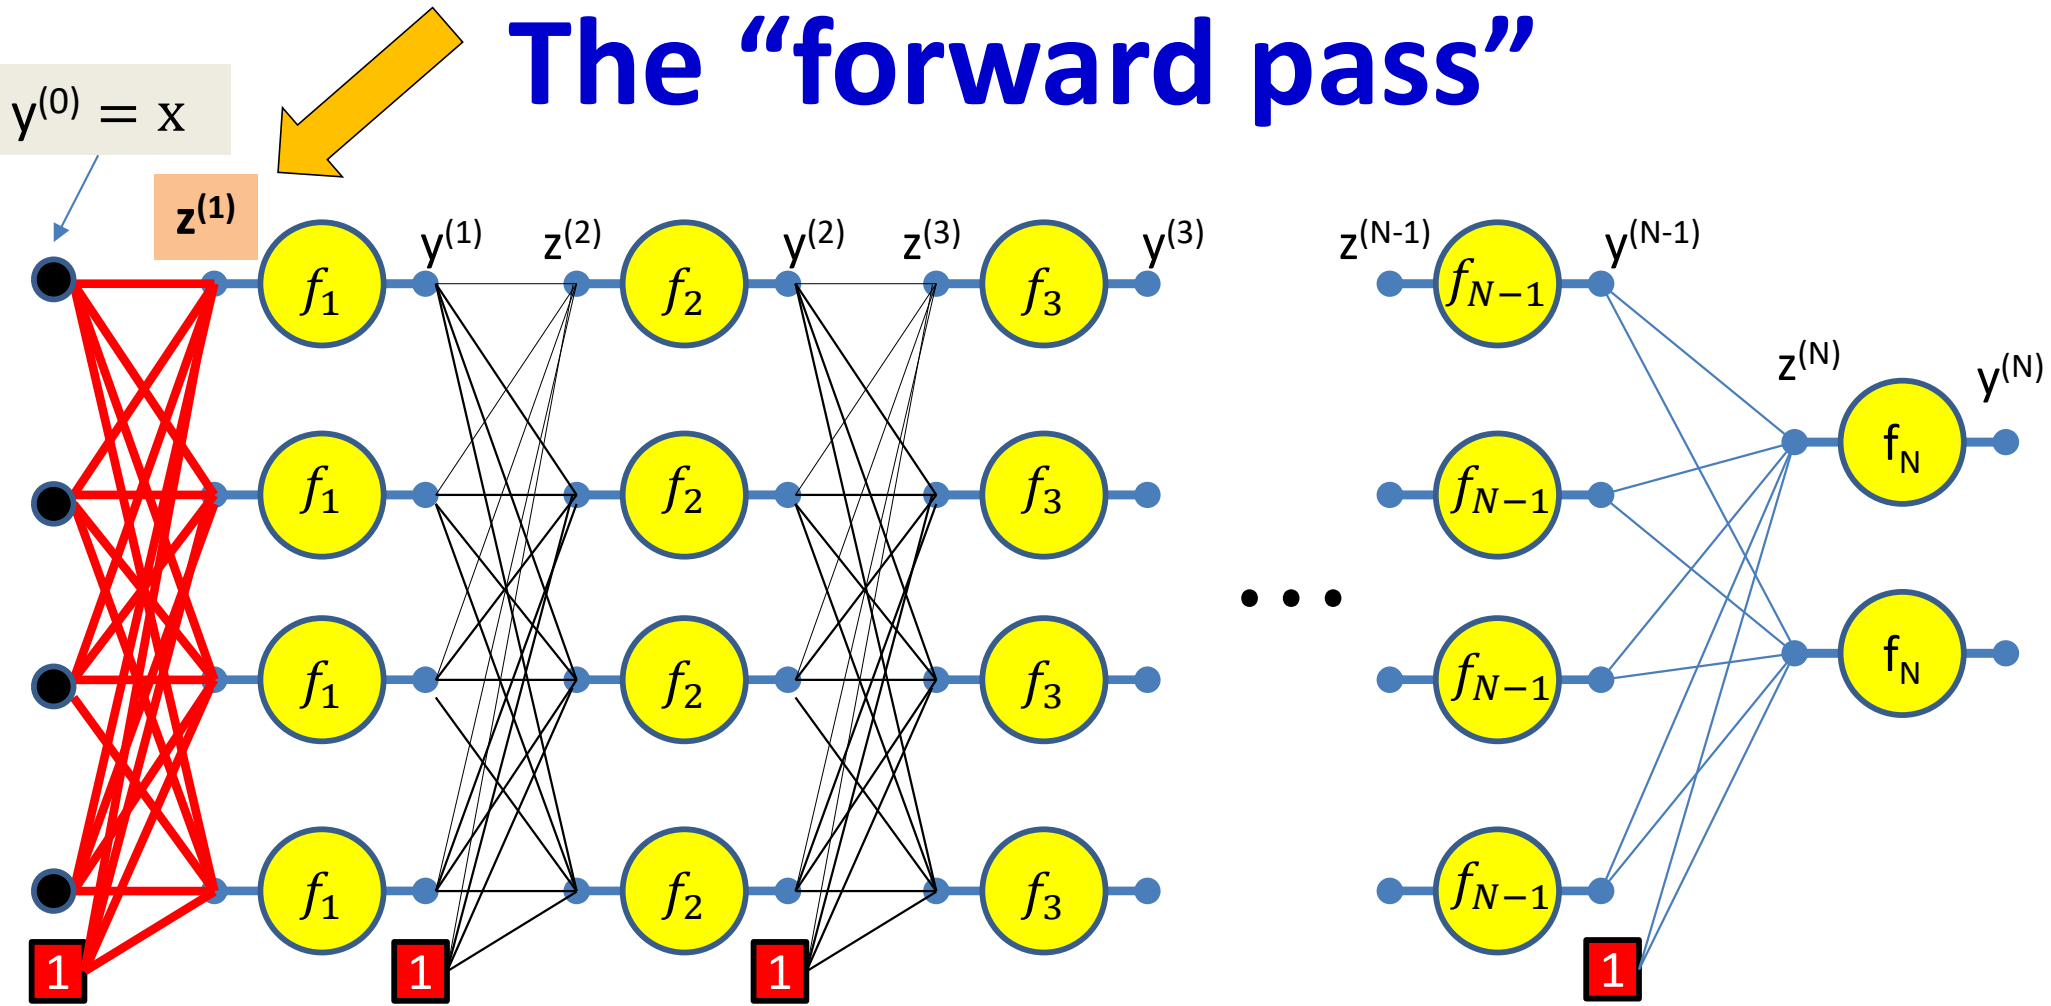 The “forward pass”
y(0) = x
z(1)
y(1) z(2) y(2) z(3) y(3) z(N-1) y(N-1)
f1 f2 f3 fN−1
z(N) y(N)
fN
f1 f2 f3 fN−1
...
fN
f1 f2 f3 fN−1
f1 f2 f3 fN−1
1 1 1 1